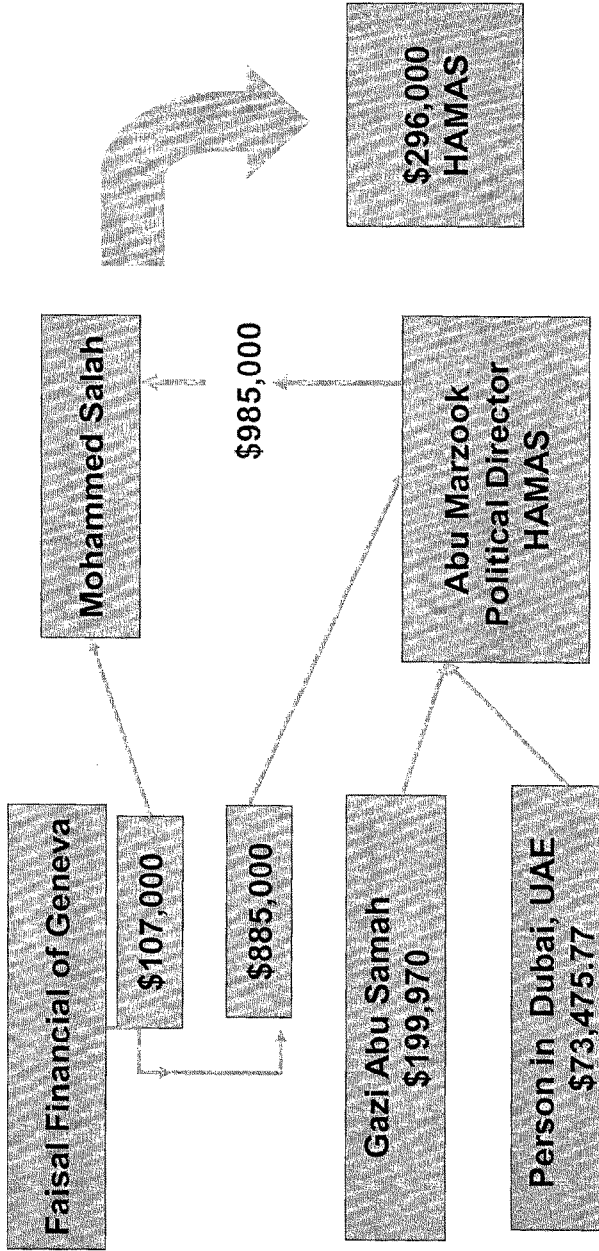 Faisal Financial of Geneva
$107,000
$885,000
Gazi Abu Samah
$199,970
Person in Dubai, UAE
$73,475.77
Mohammed Salah
$985,000
Abu Marzook
Political Director
HAMAS
$296,000
HAMAS